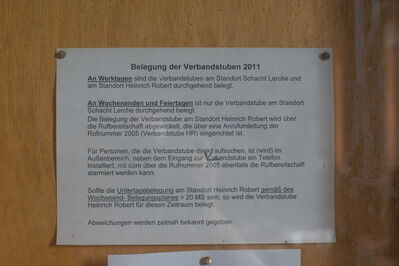 Belegung der Verbandstuben 2011
An Werktagen sind die Verbandstuben am Standort Schacht Lerche und
am Standort Heinrich Robert durchgehend belegt.
An Wochenenden und Feiertagen ist nur die Verbandstube am Standort
Schacht Lerche durchgehend belegt.
Die Belegung der Verbandstube am Standort Heinrich Robert wird über
die Rufbereitschaft abgewickelt, die über eine Anrufumleitung der
Rufnummer 2005 (Verbandstube HR) eingerichtet ist.
Für Personen, die die Verbandstube direkt aufsuchen, ist (wird) im
Außenbereich, neben dem Eingang zur Verbandstube ein Telefon
installiert, mit dem über die Rufnummer 2005 ebenfalls die Rufbereitschaft
alarmiert werden kann.
Sollte die Untertagebelegung am Standort Heinrich Robert gemäß des
Wochenend- Belegungsplanes > 20 MS sein, so wird die Verbandstube
Heinrich Robert für diesen Zeitraum belegt.
Abweichungen werden zeitnah bekannt gegeben.